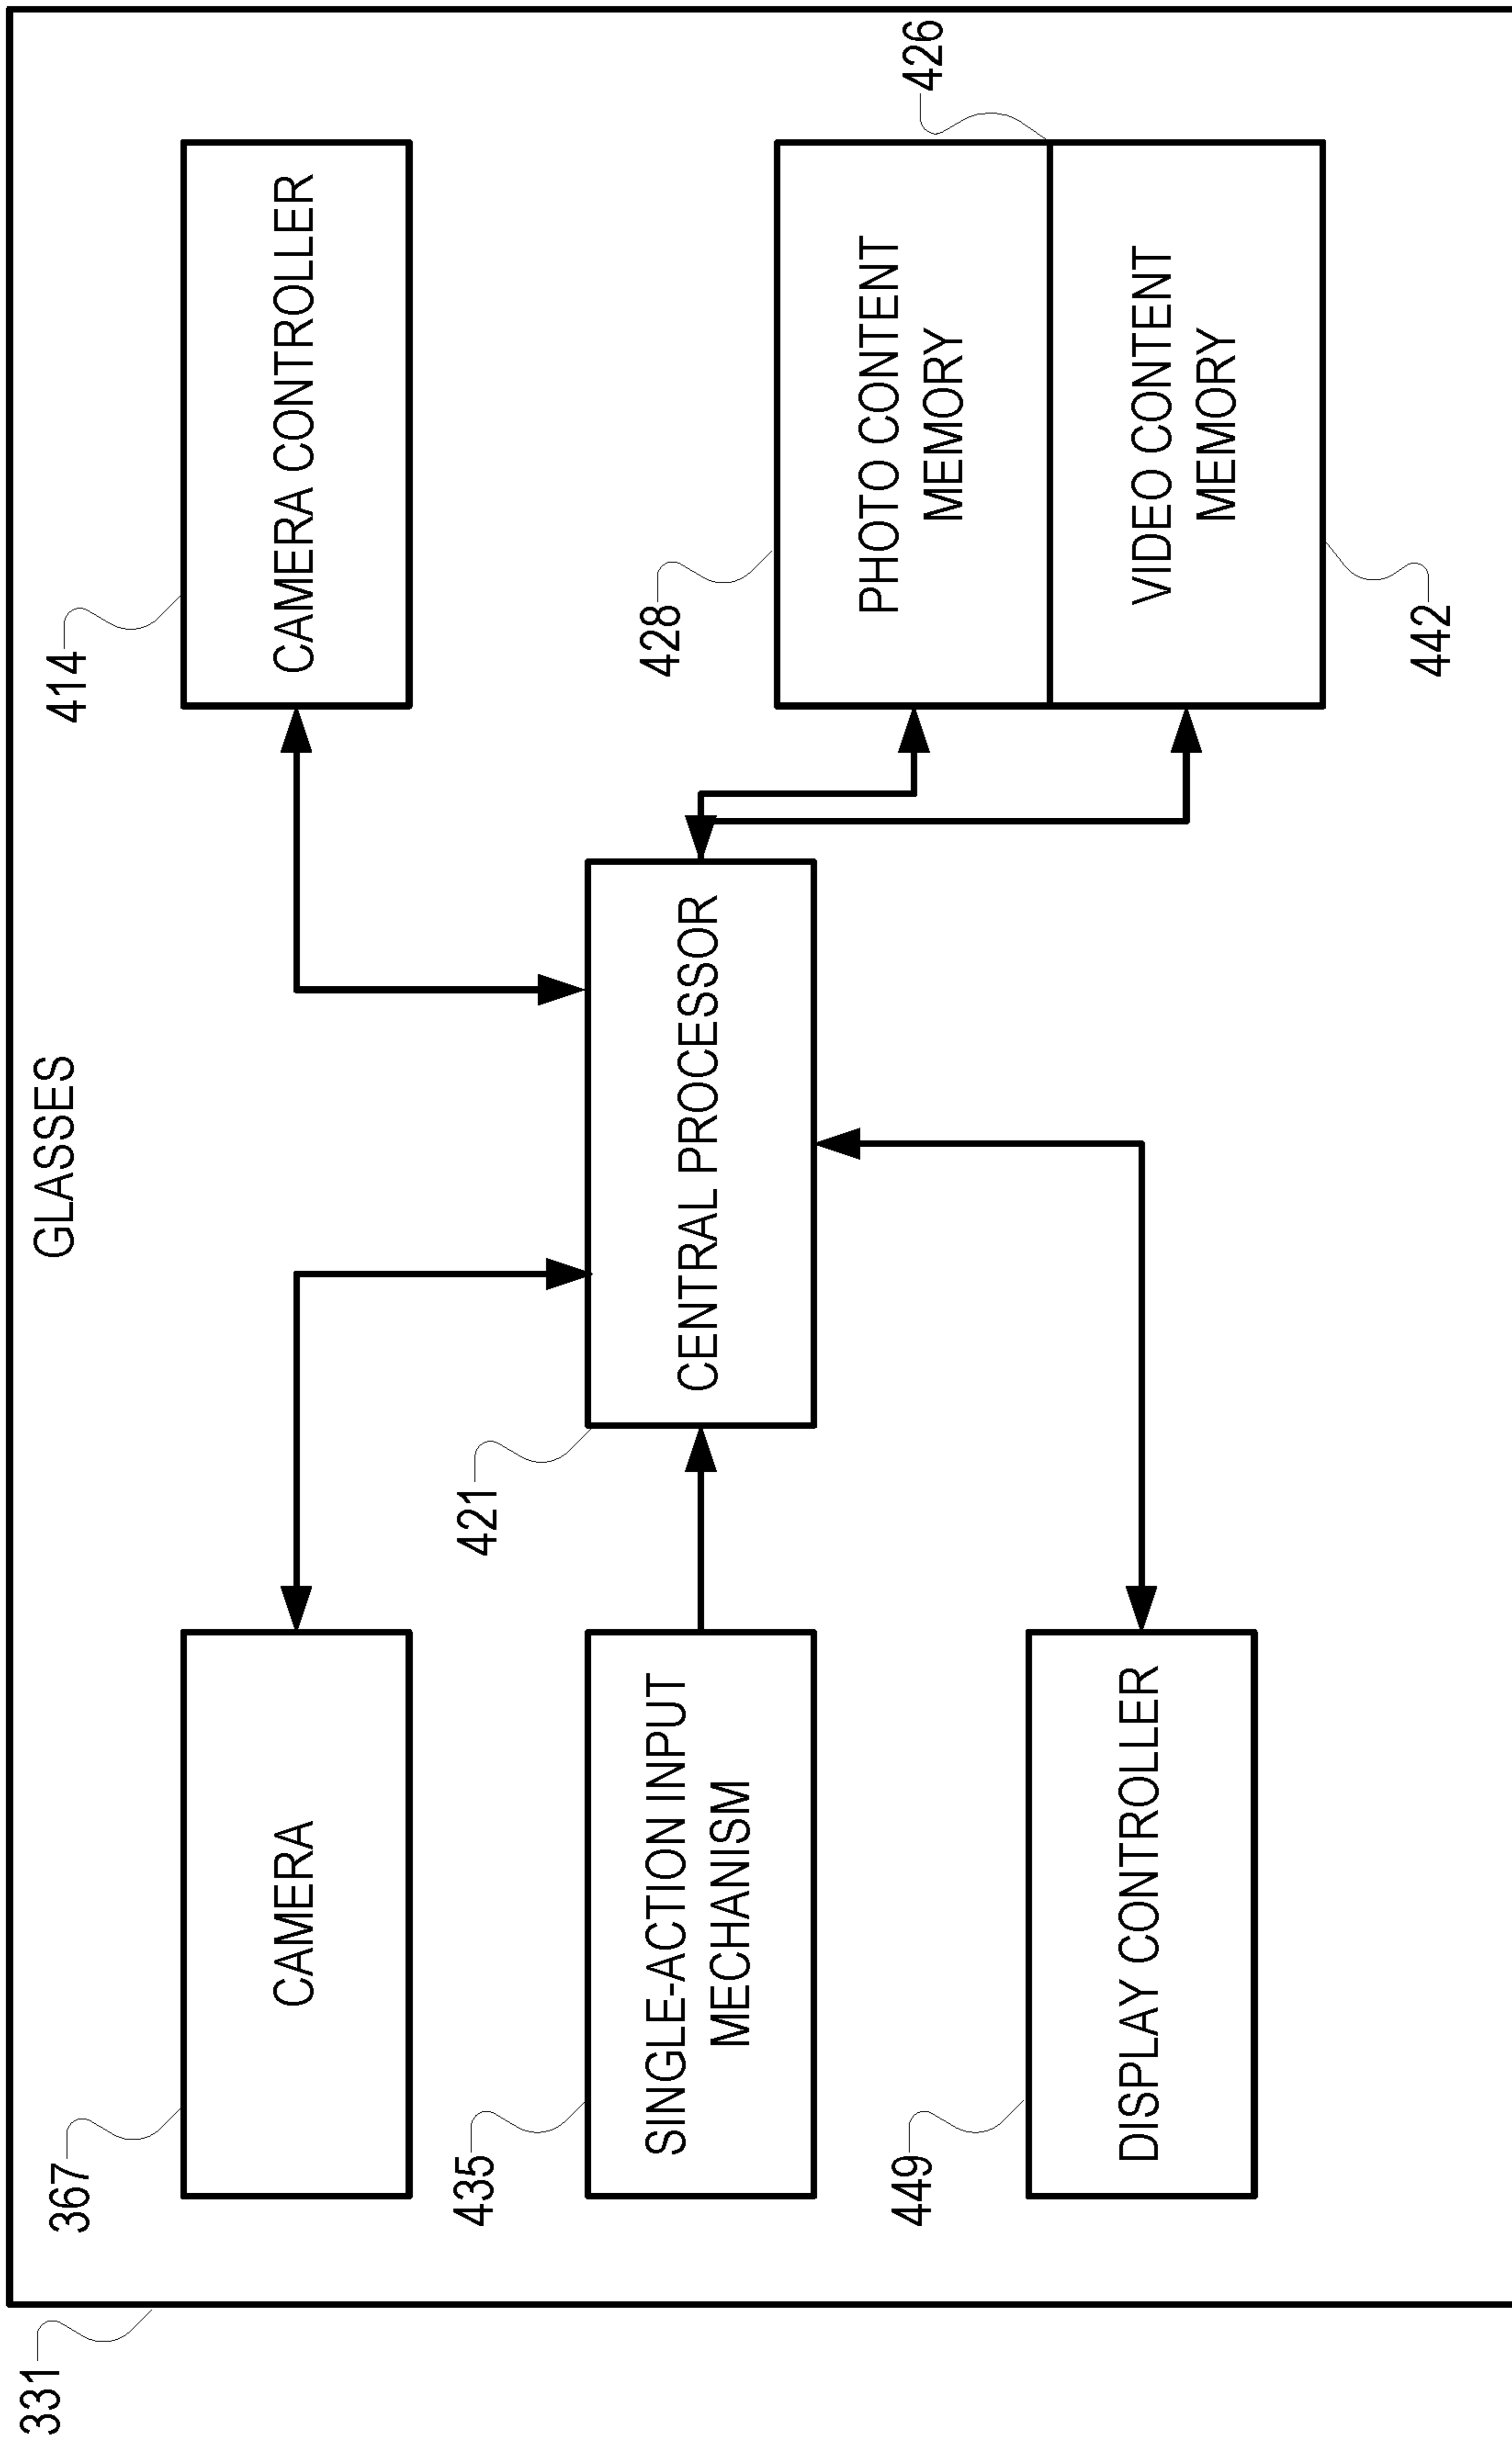 GLASSES
331
367
CAMERA
414
CAMERA CONTROLLER
435
SINGLE-ACTION INPUT
MECHANISM
421
CENTRAL PROCESSOR
428
PHOTO CONTENT
MEMORY
426
449
DISPLAY CONTROLLER
VIDEO CONTENT
MEMORY
442